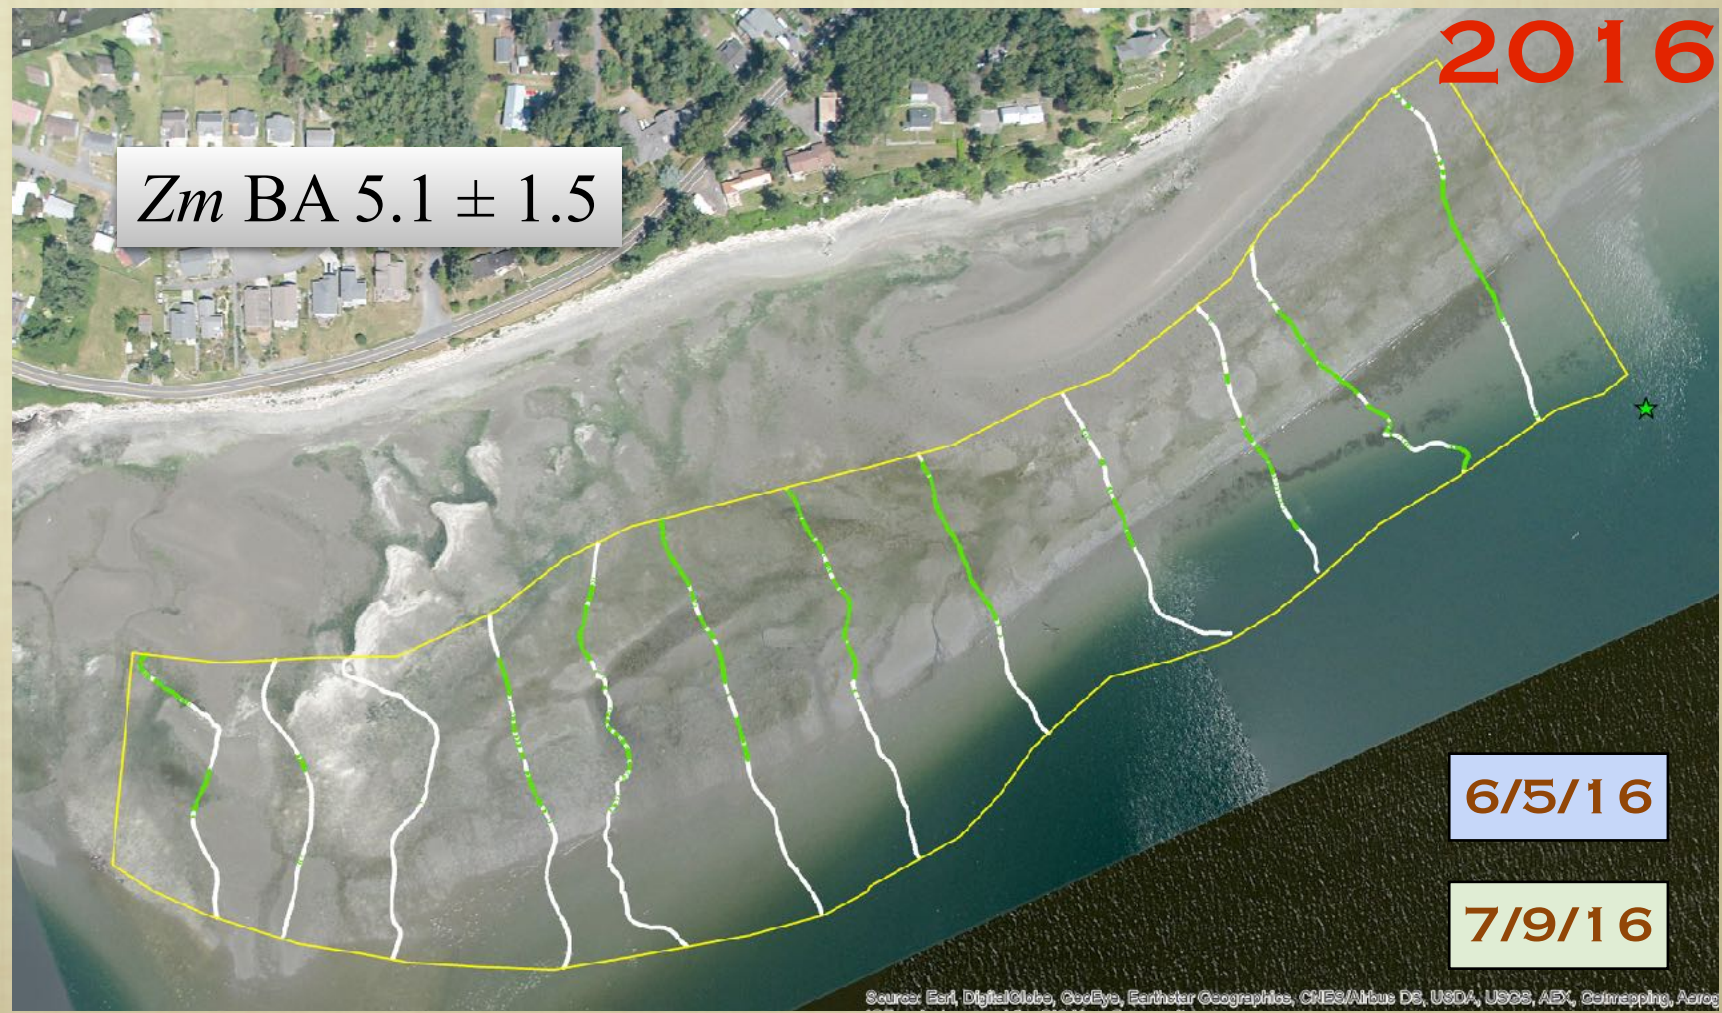 2016
Zm BA 5.1 ± 1.5
6/5/16
7/9/16
Source: Esri, DigitalGlobe, GeoEye, Earthstar Geographics, CNES/Airbus DS, USDA, USGS, AEX, Getmapping, Aerog